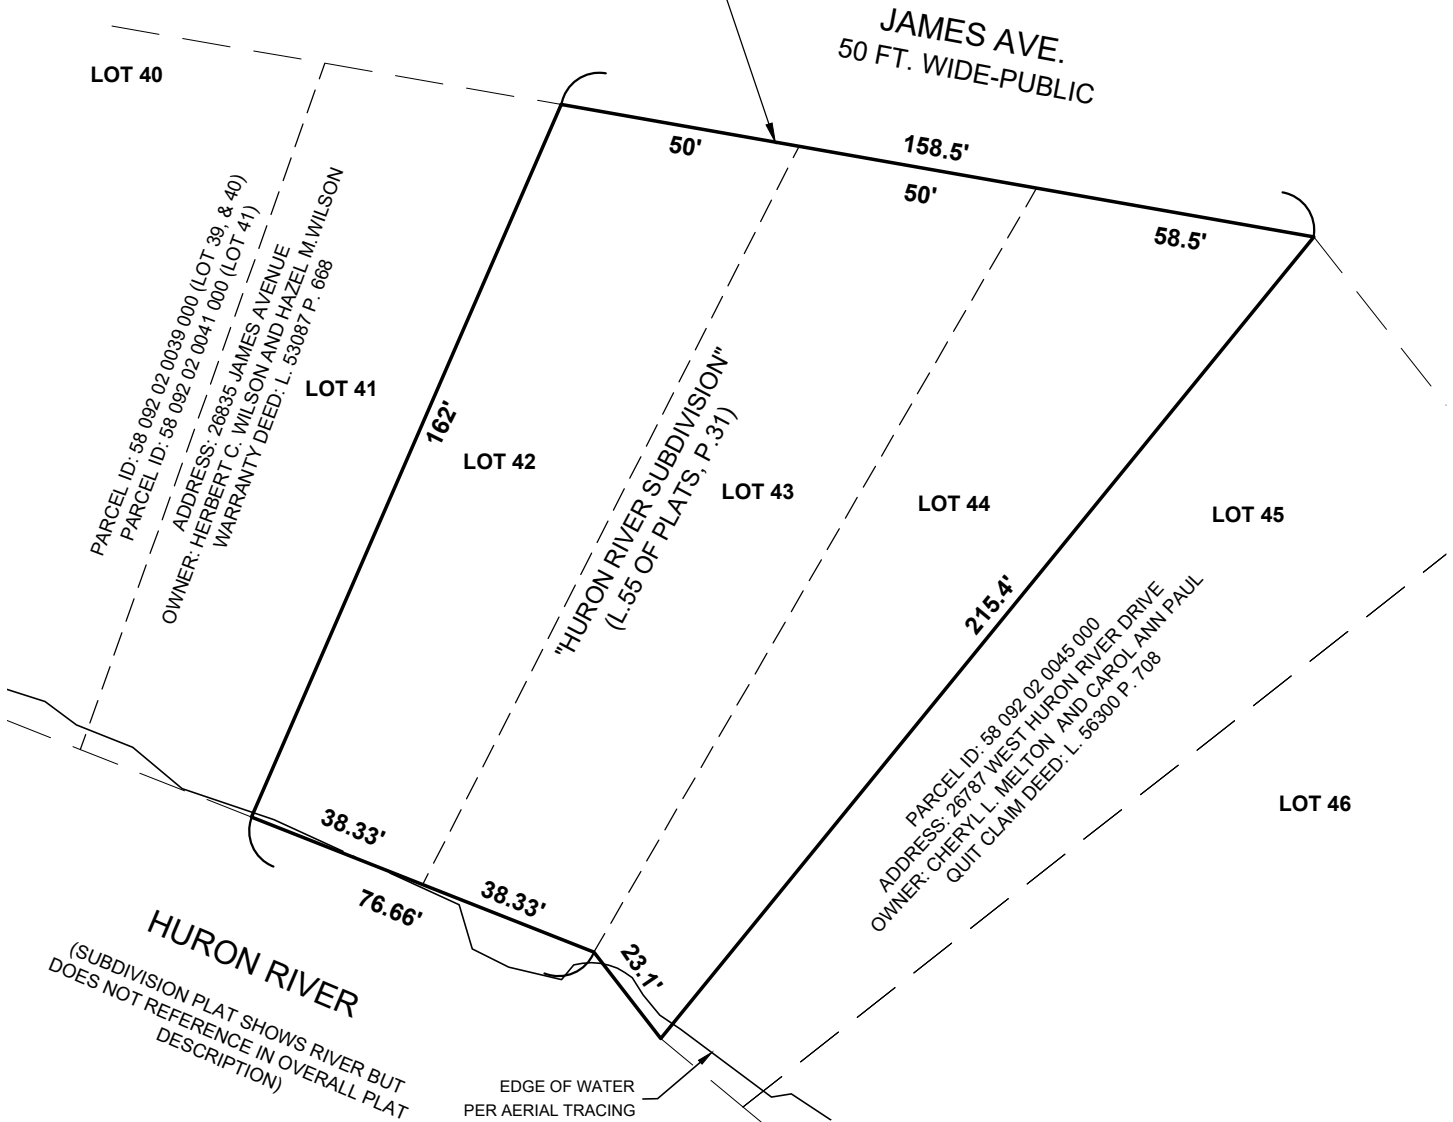 JAMES AVE.
50 FT. WIDE-PUBLIC
LOT 40
50'
158.5'
50'
58.5'
PARCEL ID: 58 092 02 0039 000 (LOT 39, & 40)
PARCEL ID: 58 092 02 0041 000 (LOT 41)
ADDRESS: 26835 JAMES AVENUE
OWNER: HERBERT C. WILSON AND HAZEL M.WILSON
WARRANTY DEED: L. 53087 P. 668
LOT 41
162'
LOT 42
"HURON RIVER SUBDIVISION"
(L.55 OF PLATS, P.31)
LOT 43
LOT 44
LOT 45
215.4'
PARCEL ID: 58 092 02 0045 000
ADDRESS: 26787 WEST HURON RIVER DRIVE
OWNER: CHERYL L. MELTON AND CAROL ANN PAUL
QUIT CLAIM DEED: L. 56300 P. 708
LOT 46
38.33'
76.66'
38.33'
23.1'
HURON RIVER
(SUBDIVISION PLAT SHOWS RIVER BUT
DOES NOT REFERENCE IN OVERALL PLAT
DESCRIPTION)
EDGE OF WATER
PER AERIAL TRACING